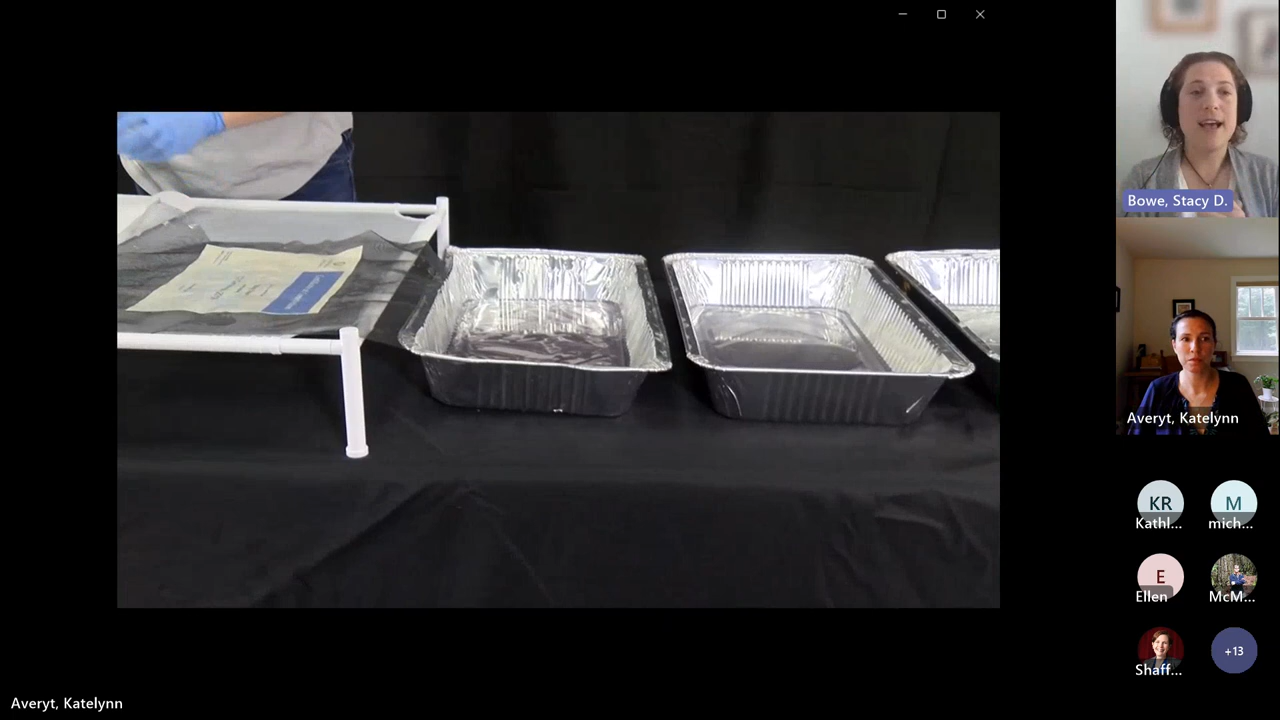 Bowe, Stacy D.
Averyt, Katelynn
KR
Kathl...
M
mich...
E
Ellen
McM...
Shaff...
+13
Averyt, Katelynn